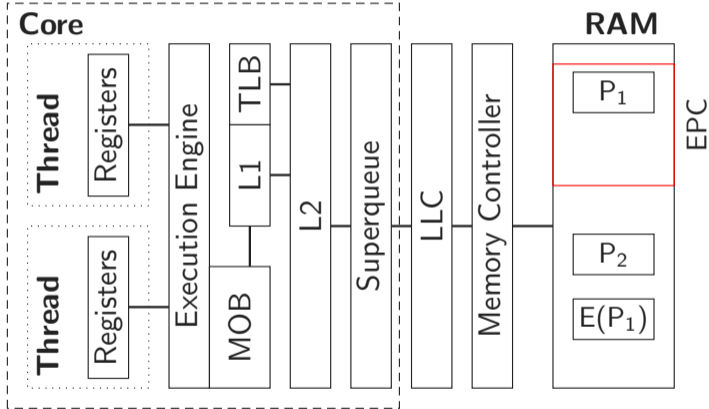 Core
RAM
Thread
Registers
Thread
Registers
Execution Engine
TLB
L1
MOB
L2
Superqueue
LLC
Memory Controller
P₁
EPC
P₂
E(P₁)